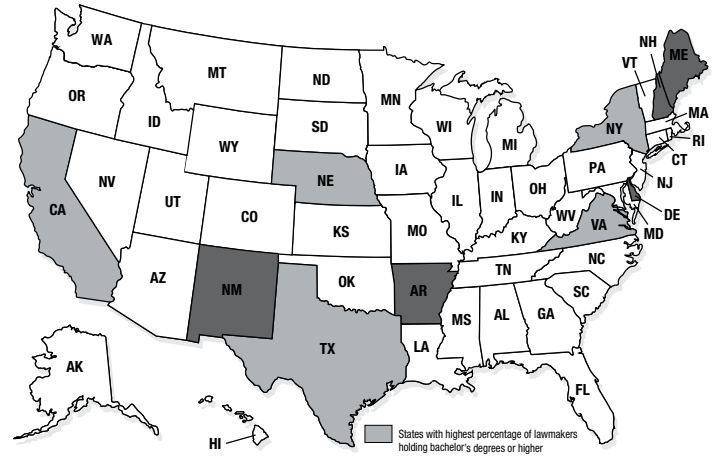 WA
MT
ND
MN
OR
ID
WY
SD
WI
MI
NH
ME
VT
NY
MA
RI
CT
NJ
PA
DE
MD
CA
NV
UT
CO
NE
IA
IL
IN
OH
WV
VA
KS
MO
KY
NC
AZ
NM
OK
AR
TN
SC
MS
AL
GA
TX
LA
FL
AK
HI
States with highest percentage of lawmakers
holding bachelor's degrees or higher